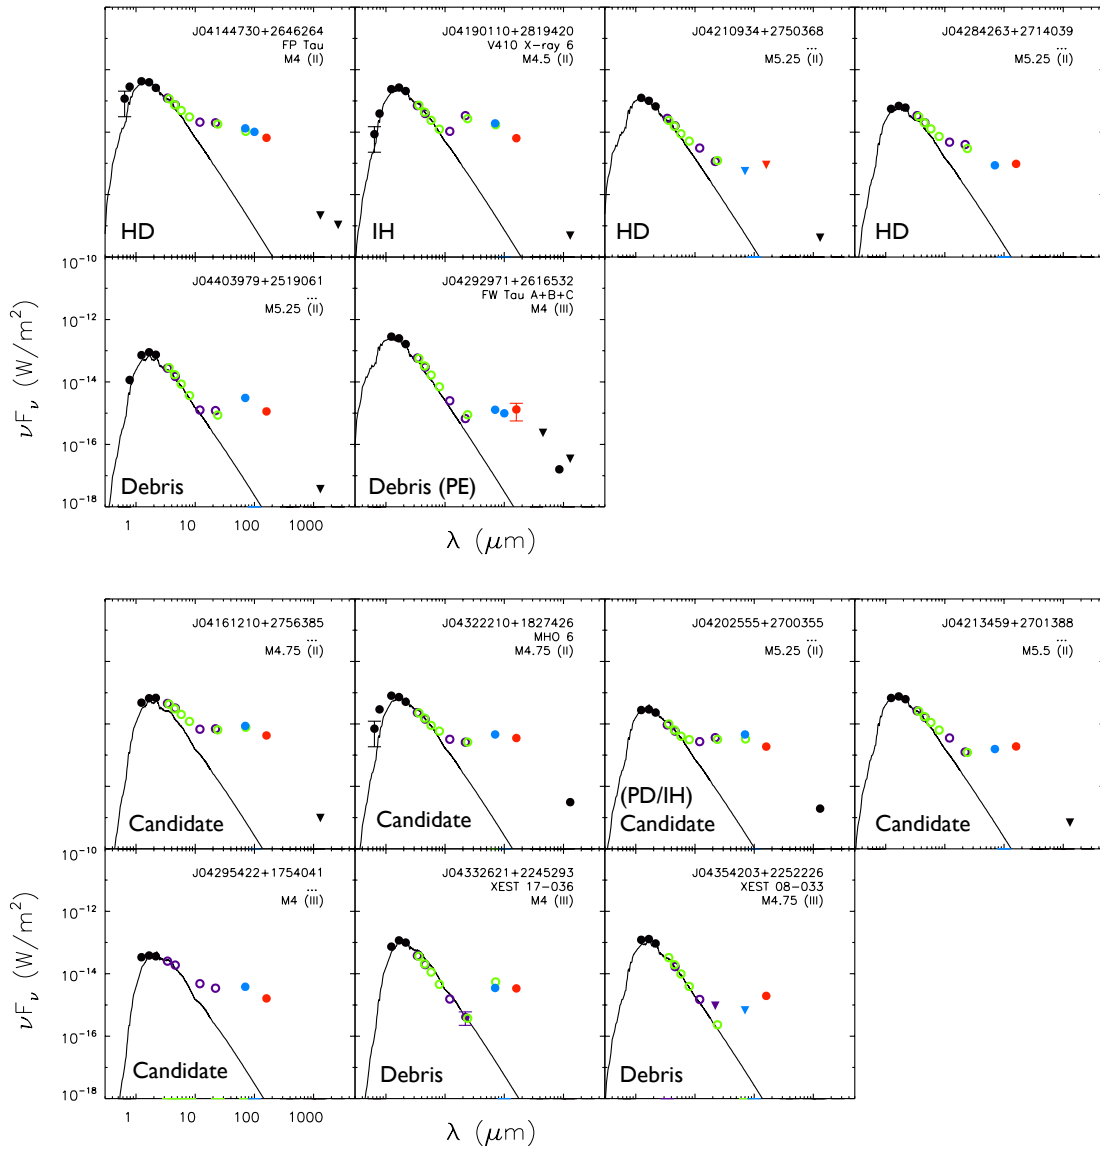 J04144730+2646264
FP Tau
M4 (II)
HD
J04190110+2819420
V410 X-ray 6
M4.5 (II)
IH
J04210934+2750368
...
M5.25 (II)
HD
J04284263+2714039
...
M5.25 (II)
HD
10⁻¹⁰
10⁻¹²
10⁻¹⁴
10⁻¹⁶
10⁻¹⁸
νFν (W/m²)
J04403979+2519061
...
M5.25 (II)
Debris
J04292971+2616532
FW Tau A+B+C
M4 (III)
Debris (PE)
1 10 100 1000
λ (μm)
J04161210+2756385
...
M4.75 (II)
Candidate
J04322210+1827426
MHO 6
M4.75 (II)
Candidate
J04202555+2700355
...
M5.25 (II)
(PD/IH)
Candidate
J04213459+2701388
...
M5.5 (II)
Candidate
10⁻¹⁰
10⁻¹²
10⁻¹⁴
10⁻¹⁶
10⁻¹⁸
νFν (W/m²)
J04295422+1754041
...
M4 (III)
Candidate
J04332621+2245293
XEST 17-036
M4 (III)
Debris
J04354203+2252226
XEST 08-033
M4.75 (III)
Debris
1 10 100 1000
λ (μm)